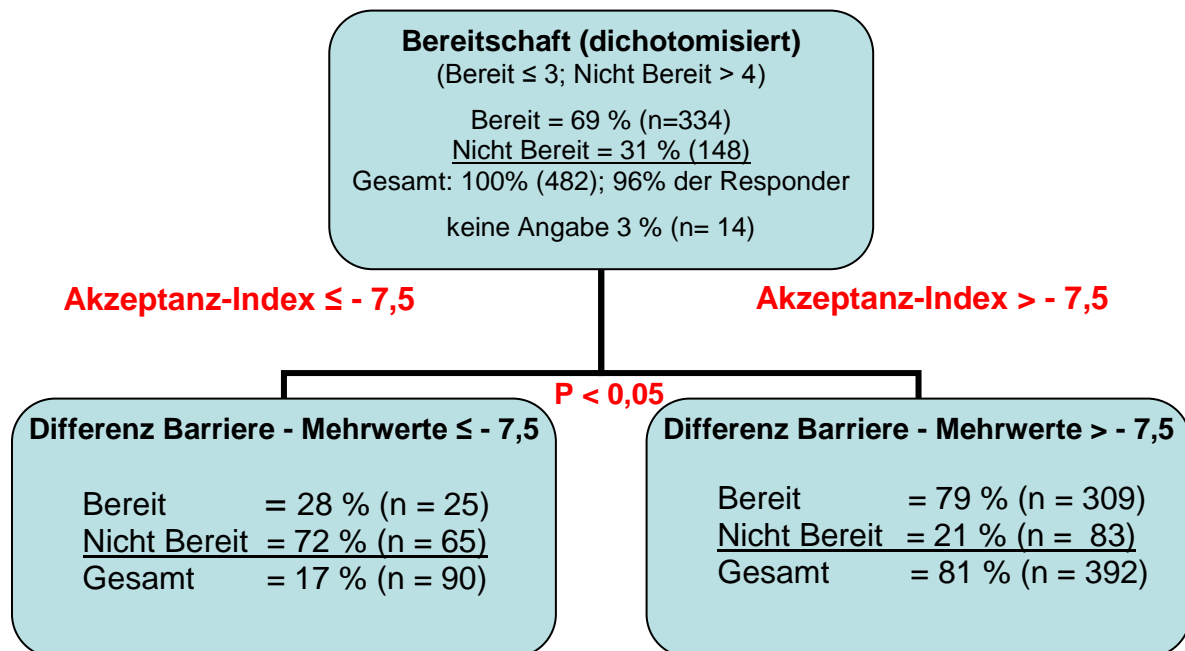 Bereitschaft (dichotomisiert)
(Bereit ≤ 3; Nicht Bereit > 4)
Bereit = 69 % (n=334)
Nicht Bereit = 31 % (148)
Gesamt: 100% (482); 96% der Responder
keine Angabe 3 % (n= 14)
Akzeptanz-Index ≤ - 7,5
Akzeptanz-Index > - 7,5
P < 0,05
Differenz Barriere - Mehrwerte ≤ - 7,5
Bereit = 28 % (n = 25)
Nicht Bereit = 72 % (n = 65)
Gesamt = 17 % (n = 90)
Differenz Barriere - Mehrwerte > - 7,5
Bereit = 79 % (n = 309)
Nicht Bereit = 21 % (n = 83)
Gesamt = 81 % (n = 392)